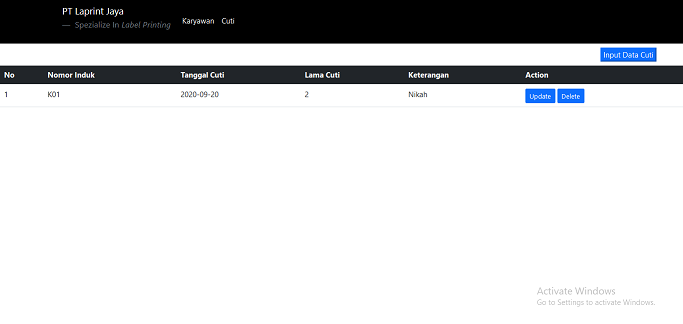 PT Laprint Jaya
— Spezialize In Label Printing
Karyawan Cuti
Input Data Cuti
No Nomor Induk Tanggal Cuti Lama Cuti Keterangan Action
1 K01 2020-09-20 2 Nikah Update Delete
Activate Windows
Go to Settings to activate Windows.